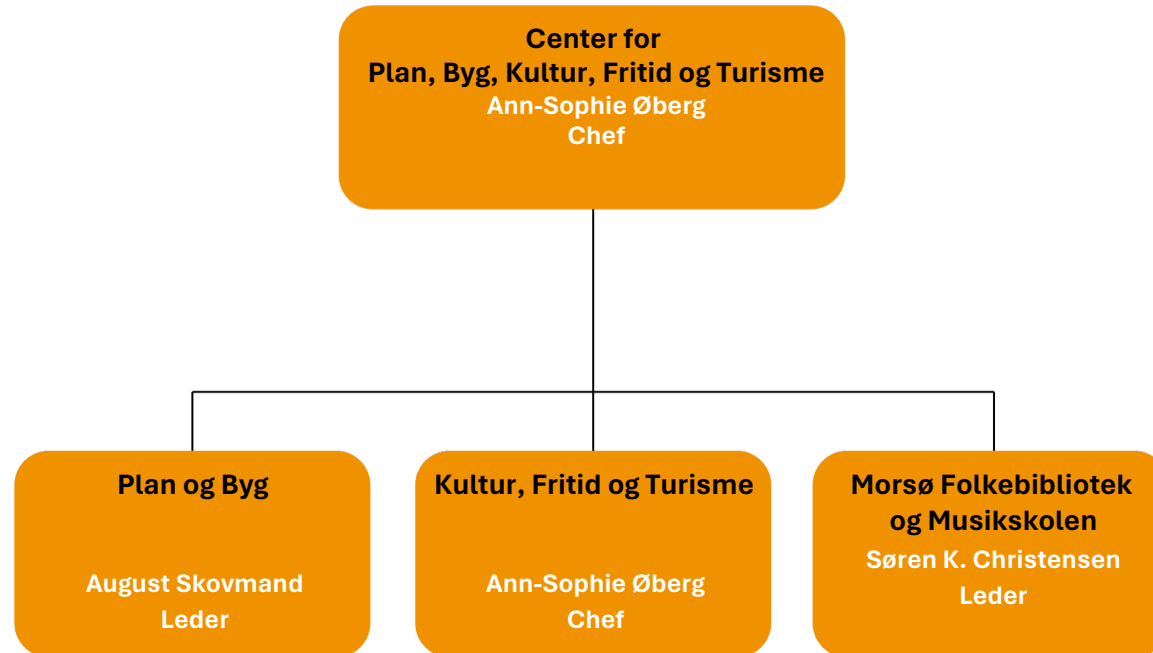 Center for
Plan, Byg, Kultur, Fritid og Turisme
Ann-Sophie Øberg
Chef
Plan og Byg
August Skovmand
Leder
Kultur, Fritid og Turisme
Ann-Sophie Øberg
Chef
Morsø Folkebibliotek
og Musikskolen
Søren K. Christensen
Leder